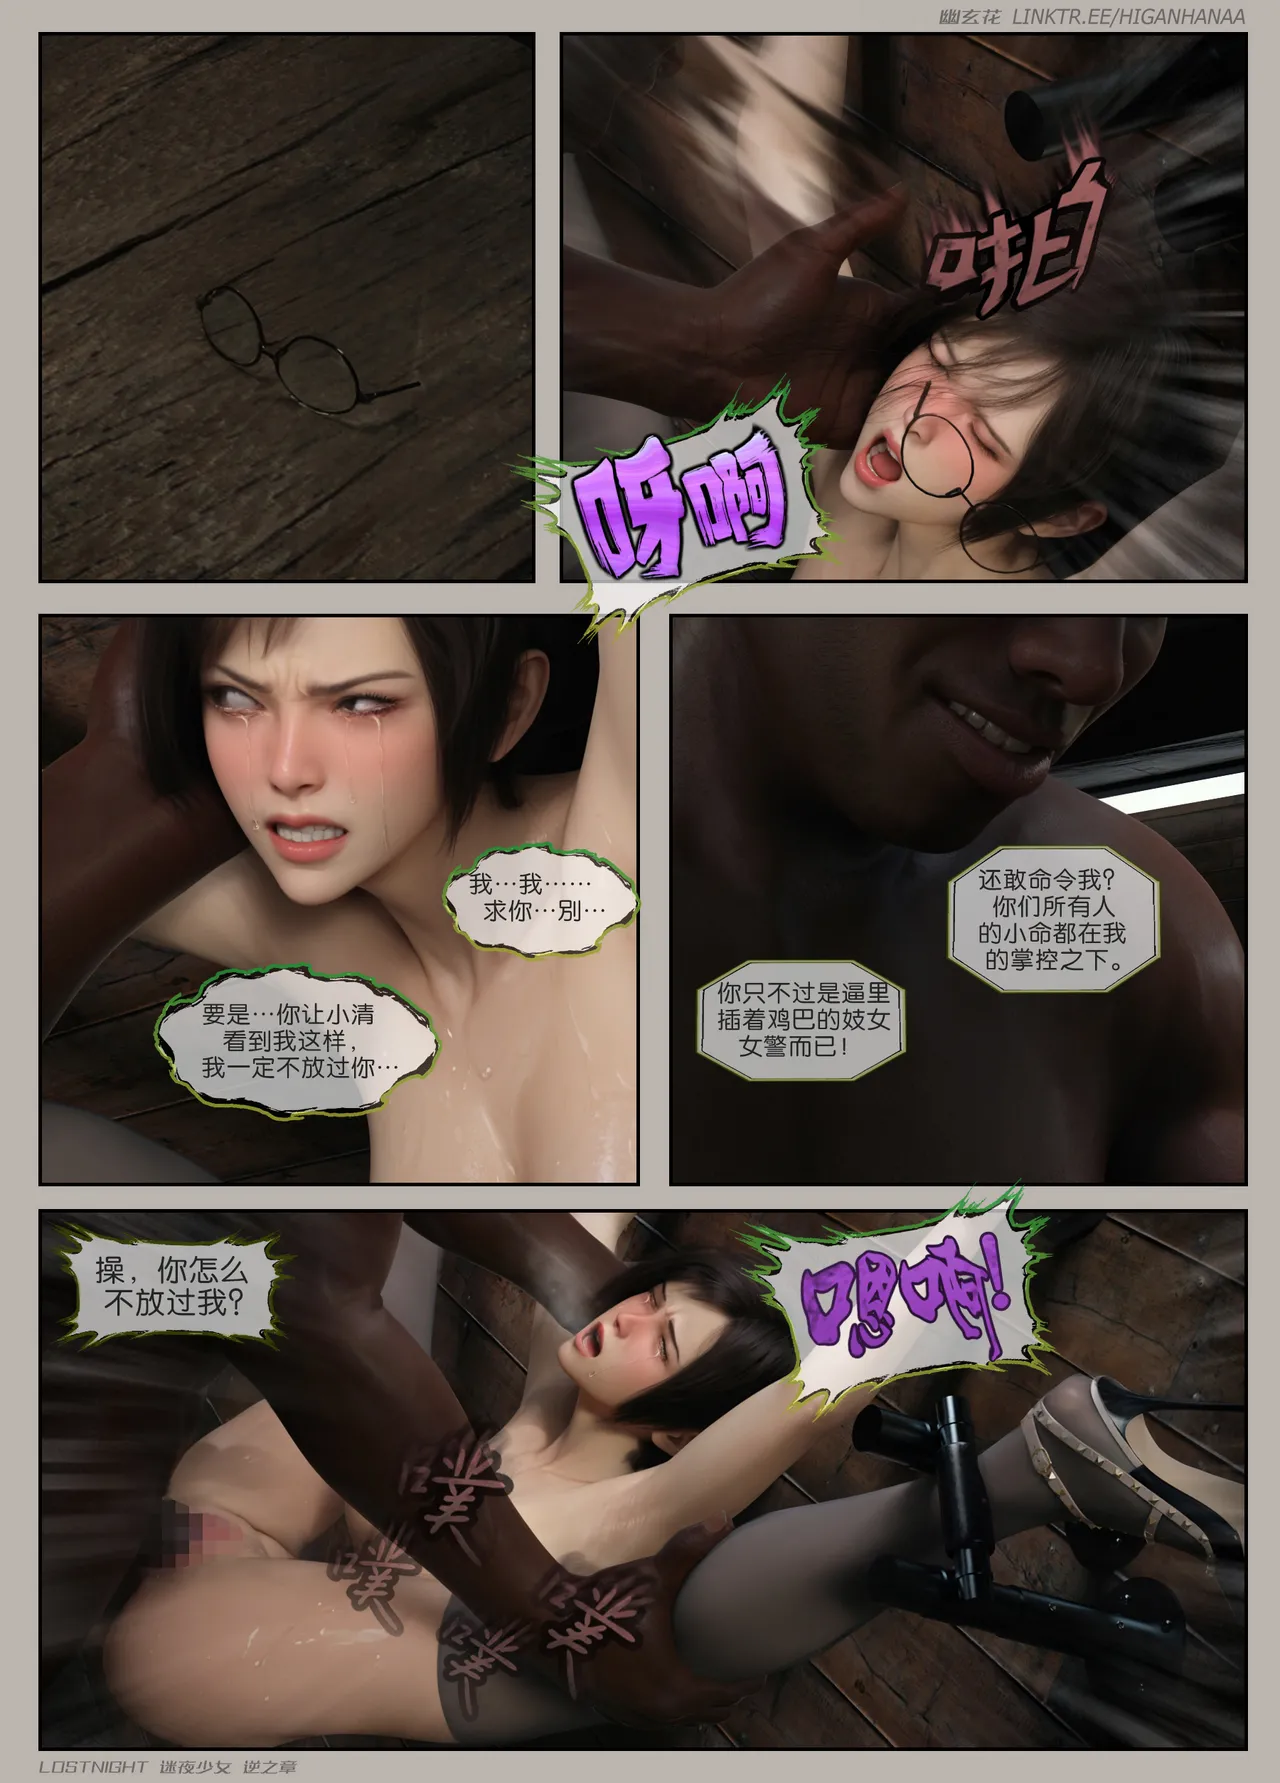 幽玄花 LINKTR.EE/HIGANHANAA
啪
呀啊
我…我……
求你…别…
要是…你让小清
看到我这样，
我一定不放过你…
还敢命令我？
你们所有人
的小命都在我
的掌控之下。
你只不过是逼里
插着鸡巴的妓女
女警而已！
操，你怎么
不放过我？
噗
噗
噗
噗
LOSTNIGHT 迷夜少女 逆之章